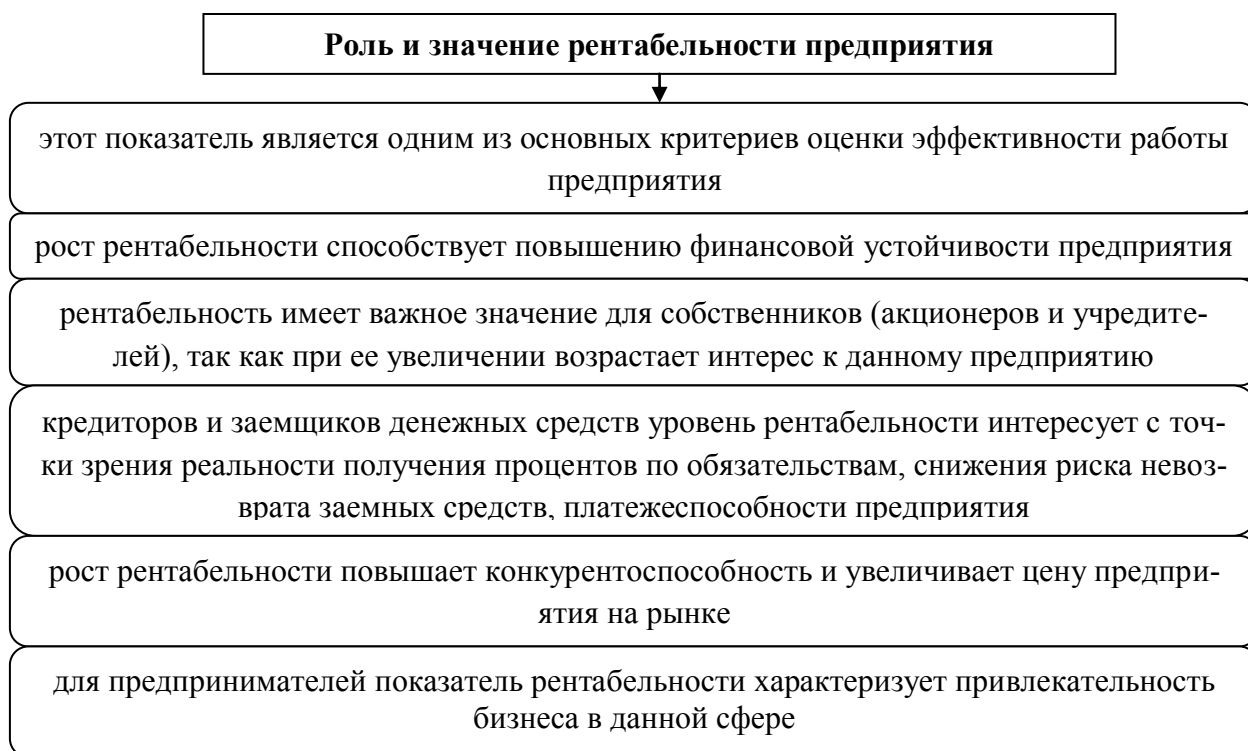 Роль и значение рентабельности предприятия
этот показатель является одним из основных критериев оценки эффективности работы
предприятия
рост рентабельности способствует повышению финансовой устойчивости предприятия
рентабельность имеет важное значение для собственников (акционеров и учредите-
лей), так как при ее увеличении возрастает интерес к данному предприятию
кредиторов и заемщиков денежных средств уровень рентабельности интересует с точ-
ки зрения реальности получения процентов по обязательствам, снижения риска невоз-
врата заемных средств, платежеспособности предприятия
рост рентабельности повышает конкурентоспособность и увеличивает цену предпри-
ятия на рынке
для предпринимателей показатель рентабельности характеризует привлекательность
бизнеса в данной сфере